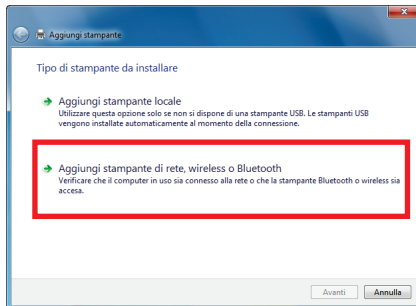 Aggiungi stampante
Tipo di stampante da installare
Aggiungi stampante locale
Utilizzare questa opzione solo se non si dispone di una stampante USB. Le stampanti USB
vengono installate automaticamente al momento della connessione.
Aggiungi stampante di rete, wireless o Bluetooth
Verificare che il computer in uso sia connesso alla rete o che la stampante Bluetooth o wireless sia
accesa.
Avanti Annulla